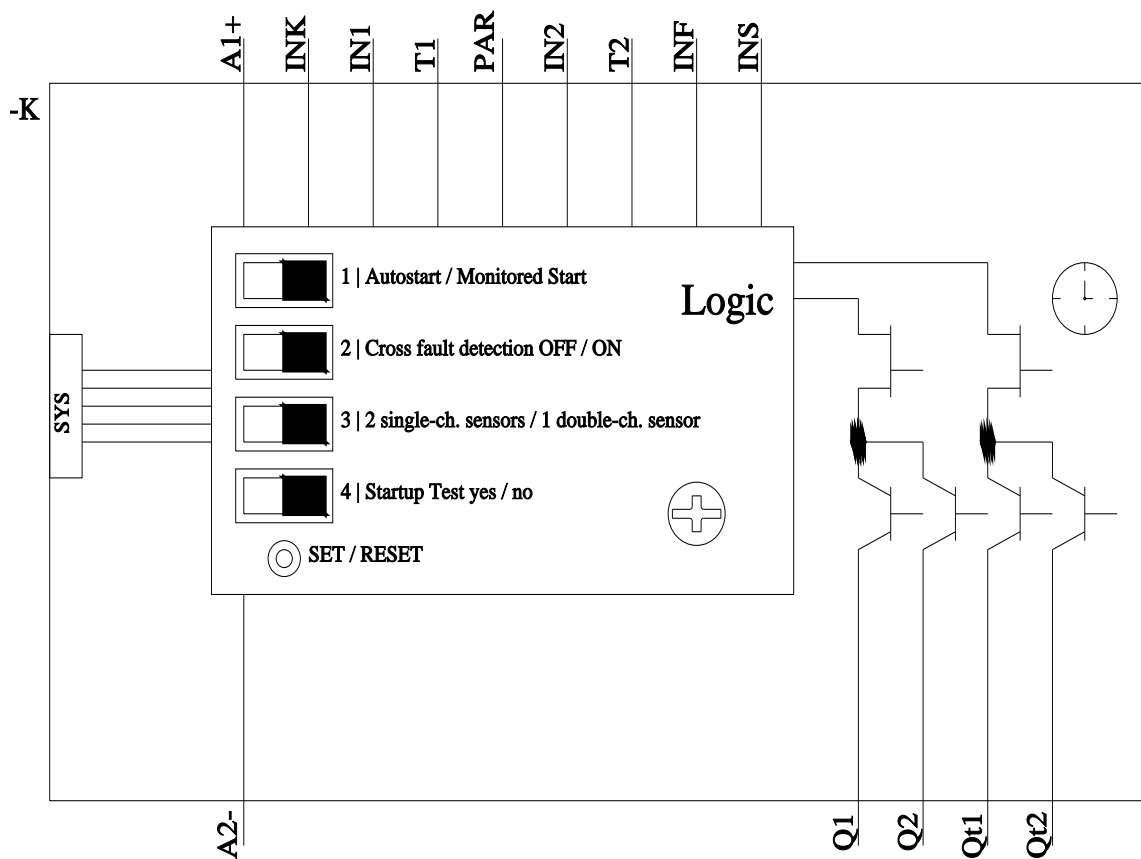 A1+
INK
IN1
T1
PAR
IN2
T2
INF
INS
-K
1 | Autostart / Monitored Start
Logic
2 | Cross fault detection OFF / ON
SYS
3 | 2 single-ch. sensors / 1 double-ch. sensor
4 | Startup Test yes / no
SET / RESET
A2-
Q1
Q2
Qt1
Qt2